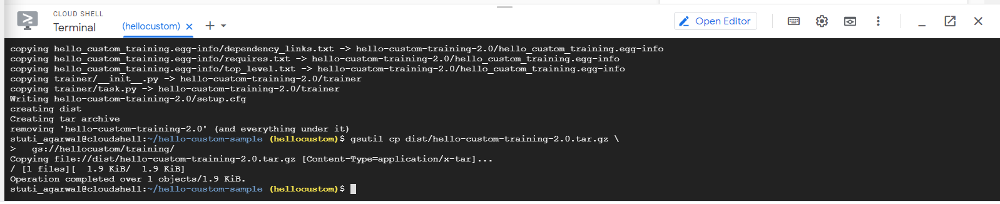 CLOUD SHELL
Terminal
(hellocustom)
Open Editor
copying hello_custom_training.egg-info/dependency_links.txt -> hello-custom-training-2.0/hello_custom_training.egg-info
copying hello_custom_training.egg-info/requires.txt -> hello-custom-training-2.0/hello_custom_training.egg-info
copying hello_custom_training.egg-info/top_level.txt -> hello-custom-training-2.0/hello_custom_training.egg-info
copying trainer/__init__.py -> hello-custom-training-2.0/trainer
copying trainer/task.py -> hello-custom-training-2.0/trainer
Writing hello-custom-training-2.0/setup.cfg
creating dist
Creating tar archive
removing 'hello-custom-training-2.0' (and everything under it)
stuti_agarwal@cloudshell:~/hello-custom-sample (hellocustom)$ gsutil cp dist/hello-custom-training-2.0.tar.gz \
>   gs://hellocustom/training/
Copying file://dist/hello-custom-training-2.0.tar.gz [Content-Type=application/x-tar]...
/ [1 files][  1.9 KiB/  1.9 KiB]
Operation completed over 1 objects/1.9 KiB.
stuti_agarwal@cloudshell:~/hello-custom-sample (hellocustom)$